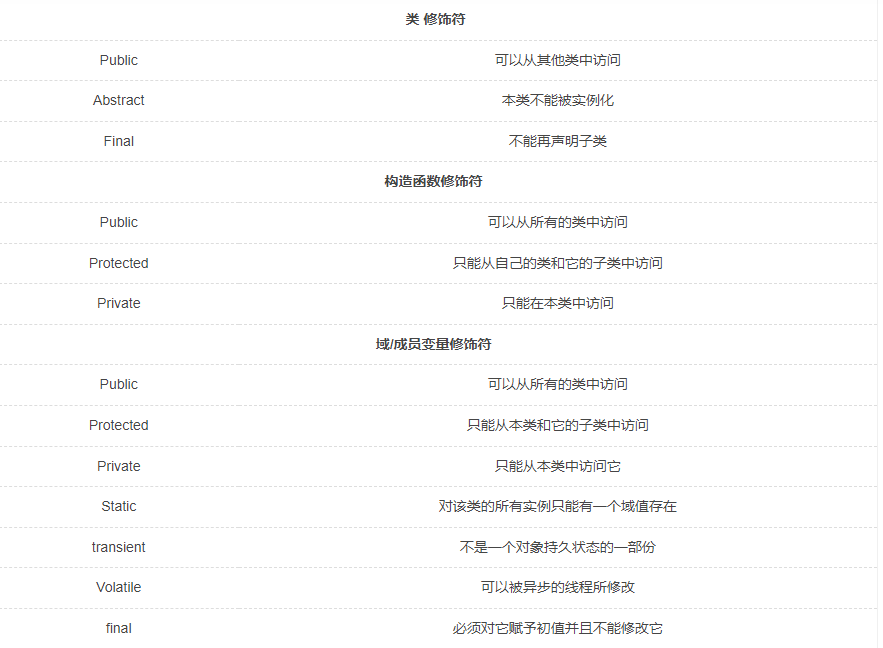 类 修饰符
Public 可以从其他类中访问
Abstract 本类不能被实例化
Final 不能再声明子类
构造函数修饰符
Public 可以从所有的类中访问
Protected 只能从自己的类和它的子类中访问
Private 只能在本类中访问
域/成员变量修饰符
Public 可以从所有的类中访问
Protected 只能从本类和它的子类中访问
Private 只能从本类中访问它
Static 对该类的所有实例只能有一个域值存在
transient 不是一个对象持久状态的一部份
Volatile 可以被异步的线程所修改
final 必须对它赋予初值并且不能修改它